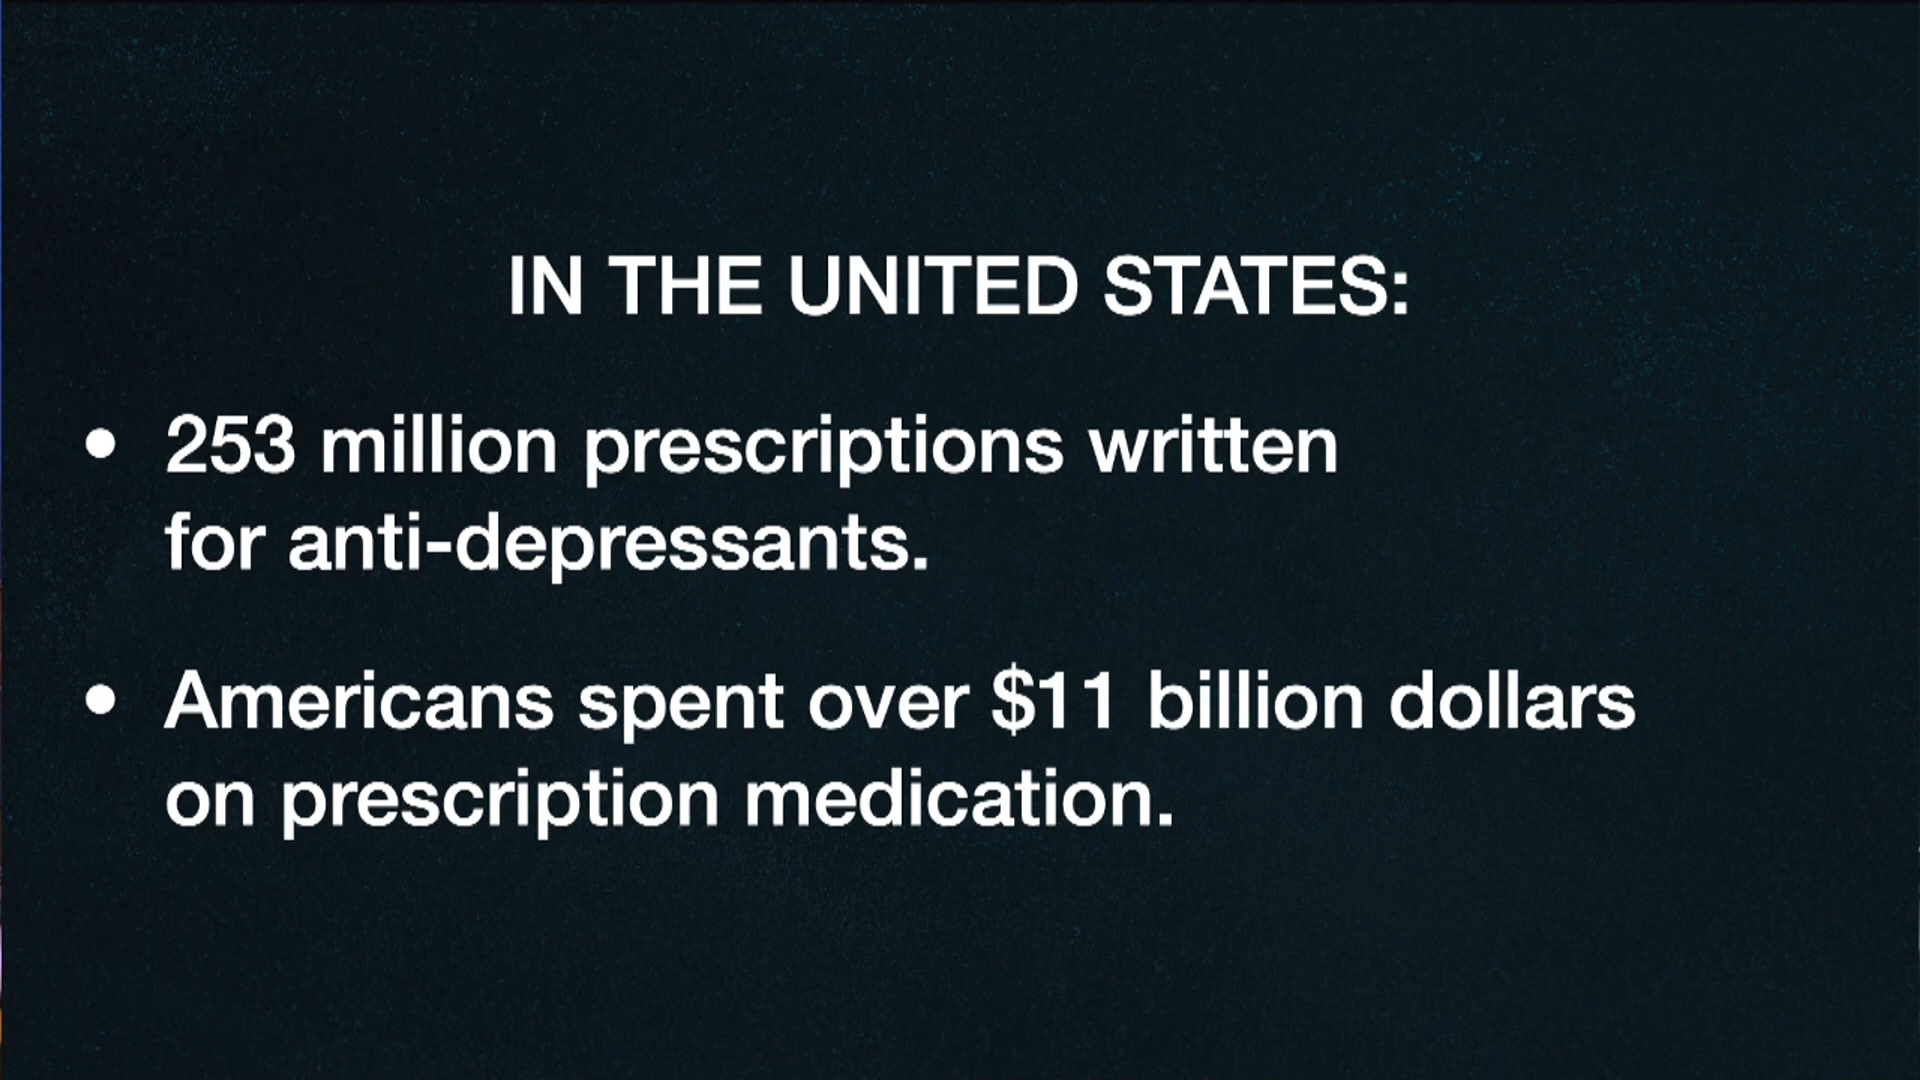 IN THE UNITED STATES:
• 253 million prescriptions written
for anti-depressants.
• Americans spent over $11 billion dollars
on prescription medication.